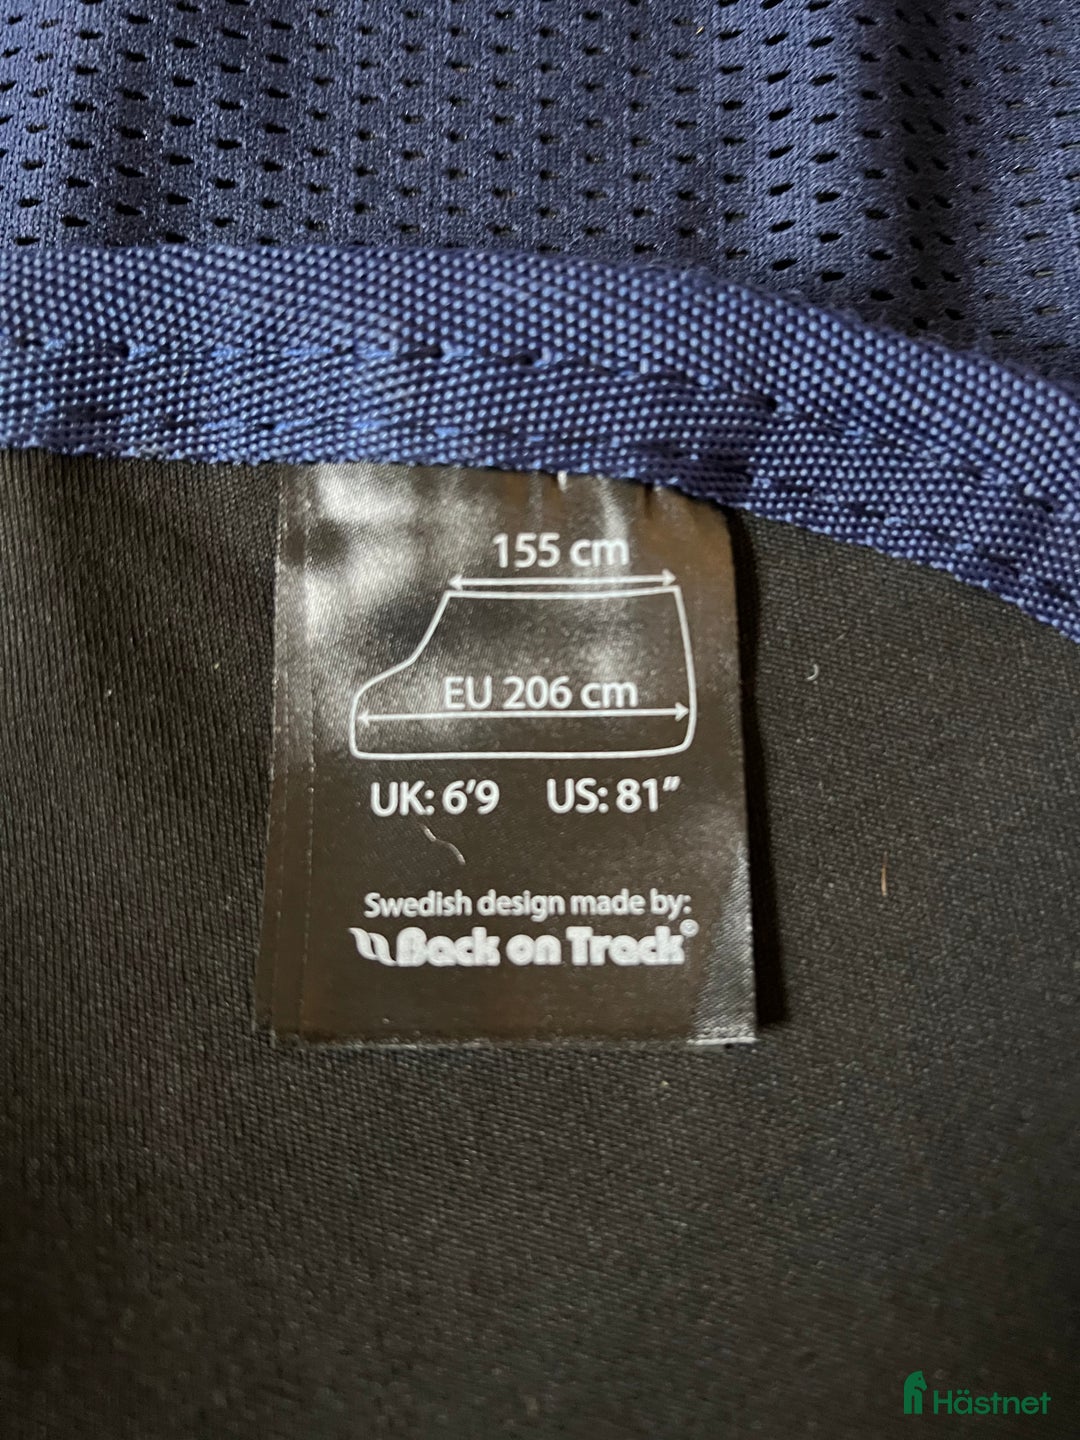 155 cm
EU 206 cm
UK: 6'9 US: 81"
Swedish design made by:
Back on Track®
Hästnet